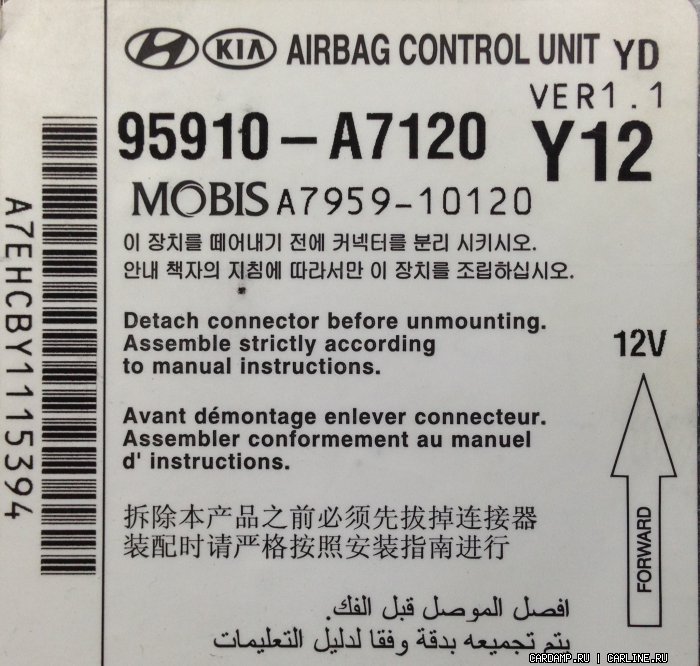 KIA AIRBAG CONTROL UNIT YD
VER1.1
95910-A7120 Y12
MOBIS A7959-10120
A7EHCBY1115394
이 장치를 떼어내기 전에 커넥터를 분리 시키시오.
안내 책자의 지침에 따라서만 이 장치를 조립하십시오.
Detach connector before unmounting.
Assemble strictly according
to manual instructions.
12V
FORWARD
Avant démontage enlever connecteur.
Assembler conformement au manuel
d' instructions.
拆除本产品之前必须先拔掉连接器
装配时请严格按照安装指南进行
افصل الموصل قبل الفك.
يتم تجميعه بدقة وفقا لدليل التعليمات
CARDAMP.RU | CARLINE.RU